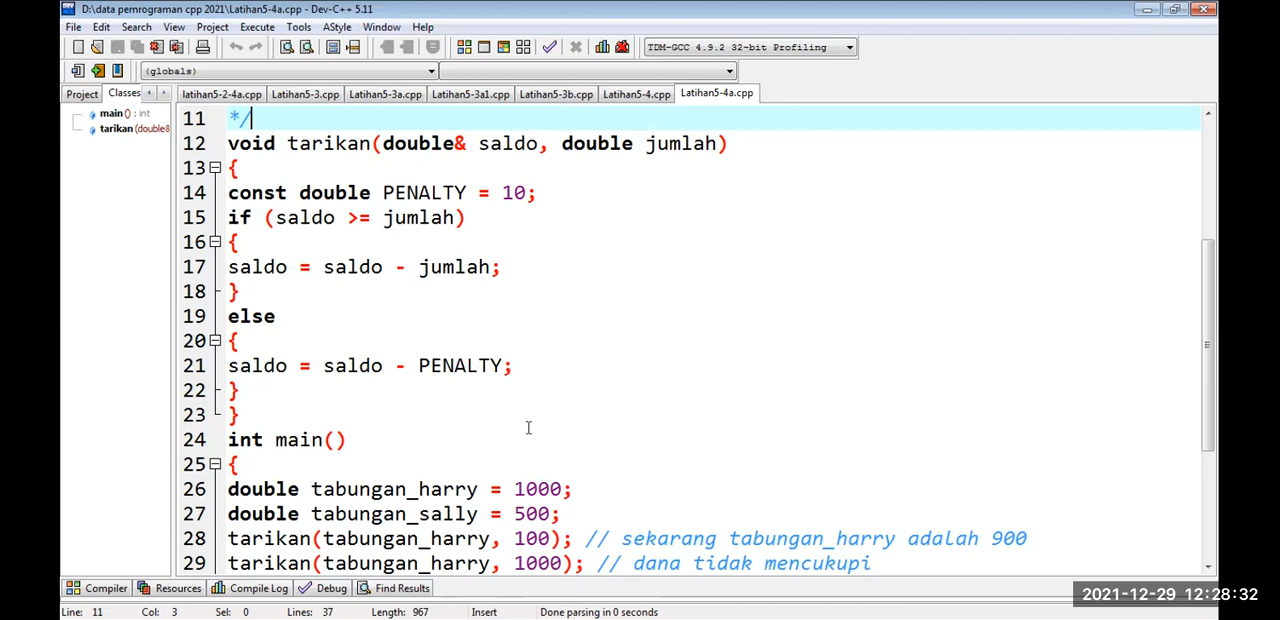 D:\data pemrograman cpp 2021\Latihan5-4a.cpp - Dev-C++ 5.11
File Edit Search View Project Execute Tools AStyle Window Help
TDM-GCC 4.9.2 32-bit Profiling
(globals)
Project Classes latihan5-2-4a.cpp Latihan5-3.cpp Latihan5-3a.cpp Latihan5-3a1.cpp Latihan5-3b.cpp Latihan5-4.cpp Latihan5-4a.cpp
main() : int
tarikan (double&
11 */
12 void tarikan(double& saldo, double jumlah)
13 {
14 const double PENALTY = 10;
15 if (saldo >= jumlah)
16 {
17 saldo = saldo - jumlah;
18 }
19 else
20 {
21 saldo = saldo - PENALTY;
22 }
23 }
24 int main()
25 {
26 double tabungan_harry = 1000;
27 double tabungan_sally = 500;
28 tarikan(tabungan_harry, 100); // sekarang tabungan_harry adalah 900
29 tarikan(tabungan_harry, 1000); // dana tidak mencukupi
Compiler Resources Compile Log Debug Find Results
2021-12-29 12:28:32
Line: 11 Col: 3 Sel: 0 Lines: 37 Length: 967 Insert Done parsing in 0 seconds